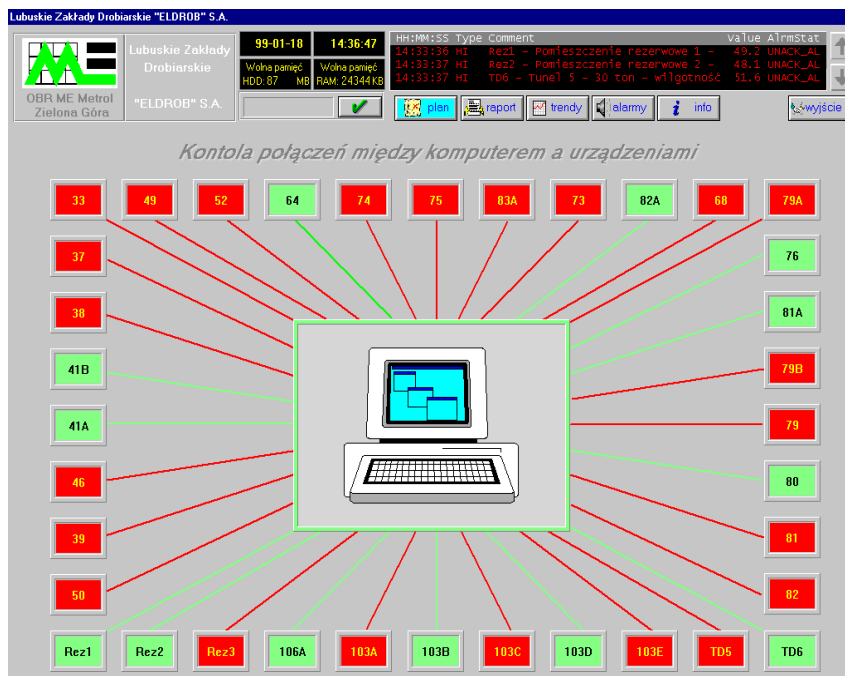 Lubuskie Zakłady Drobiarskie "ELDROB" S.A.
OBR ME Metrol
Zielona Góra
Lubuskie Zakłady
Drobiarskie
"ELDROB" S.A.
99-01-18 14:36:47
Wolna pamięć Wolna pamięć
HDD: 87 MB RAM: 24344 KB
HH:MM:SS Type Comment Value AlrmStat
14:33:36 HI Rez1 - Pomieszczenie rezerwowe 1 - 49.2 UNACK_AL
14:33:37 HI Rez2 - Pomieszczenie rezerwowe 2 - 48.1 UNACK_AL
14:33:37 HI TD6 - Tunel 5 - 30 ton - wilgotność 51.6 UNACK_AL
plan raport trendy alarmy info wyjście
Kontola połączeń między komputerem a urządzeniami
33 49 52 64 74 75 83A 73 82A 68 79A
37 76
38 81A
41B 79B
41A 79
46 80
39 81
50 82
Rez1 Rez2 Rez3 106A 103A 103B 103C 103D 103E TD5 TD6